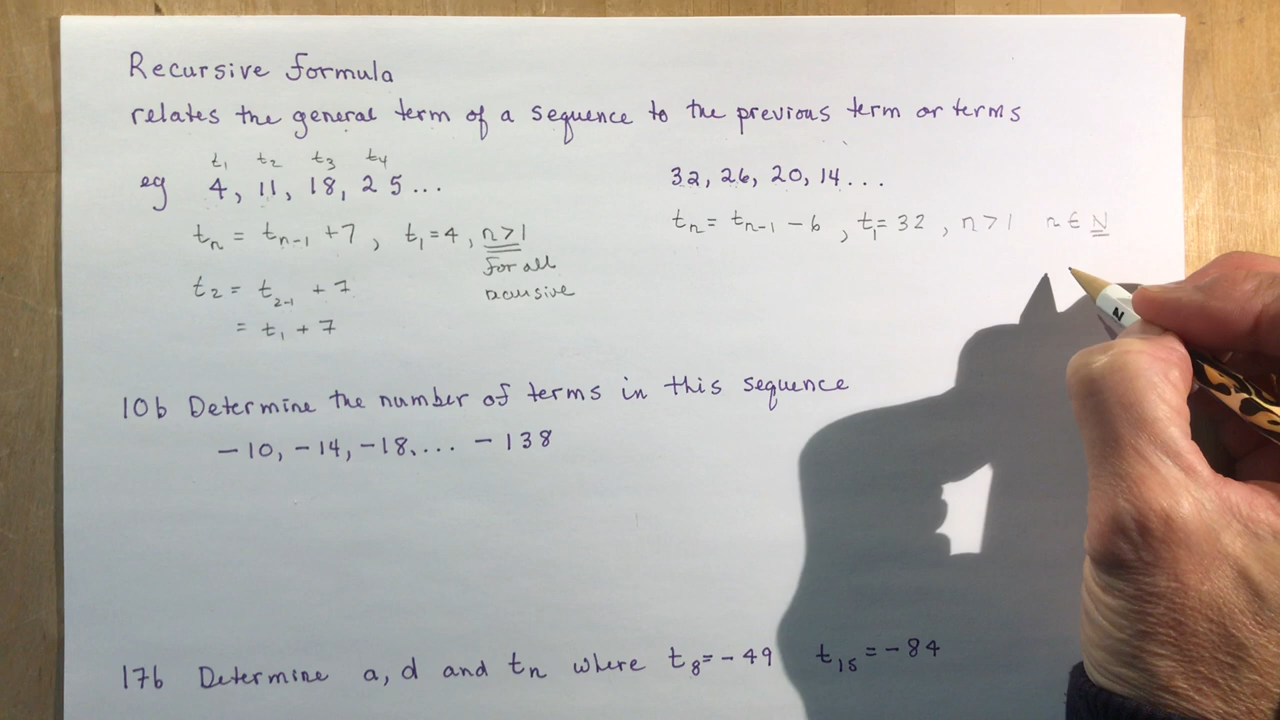 Recursive formula
relates the general term of a sequence to the previous term or terms
t₁ t₂ t₃ t₄
eg 4, 11, 18, 25...
tₙ = tₙ₋₁ +7, t₁=4, n>1
for all
recursive
t₂ = t₂₋₁ + 7
= t₁ + 7
32, 26, 20, 14...
tₙ = tₙ₋₁ - 6, t₁= 32, n>1 n ∈ N
10b Determine the number of terms in this sequence
-10, -14, -18, ... -138
17b Determine a, d and tₙ where t₈=-49 t₁₅=-84
N